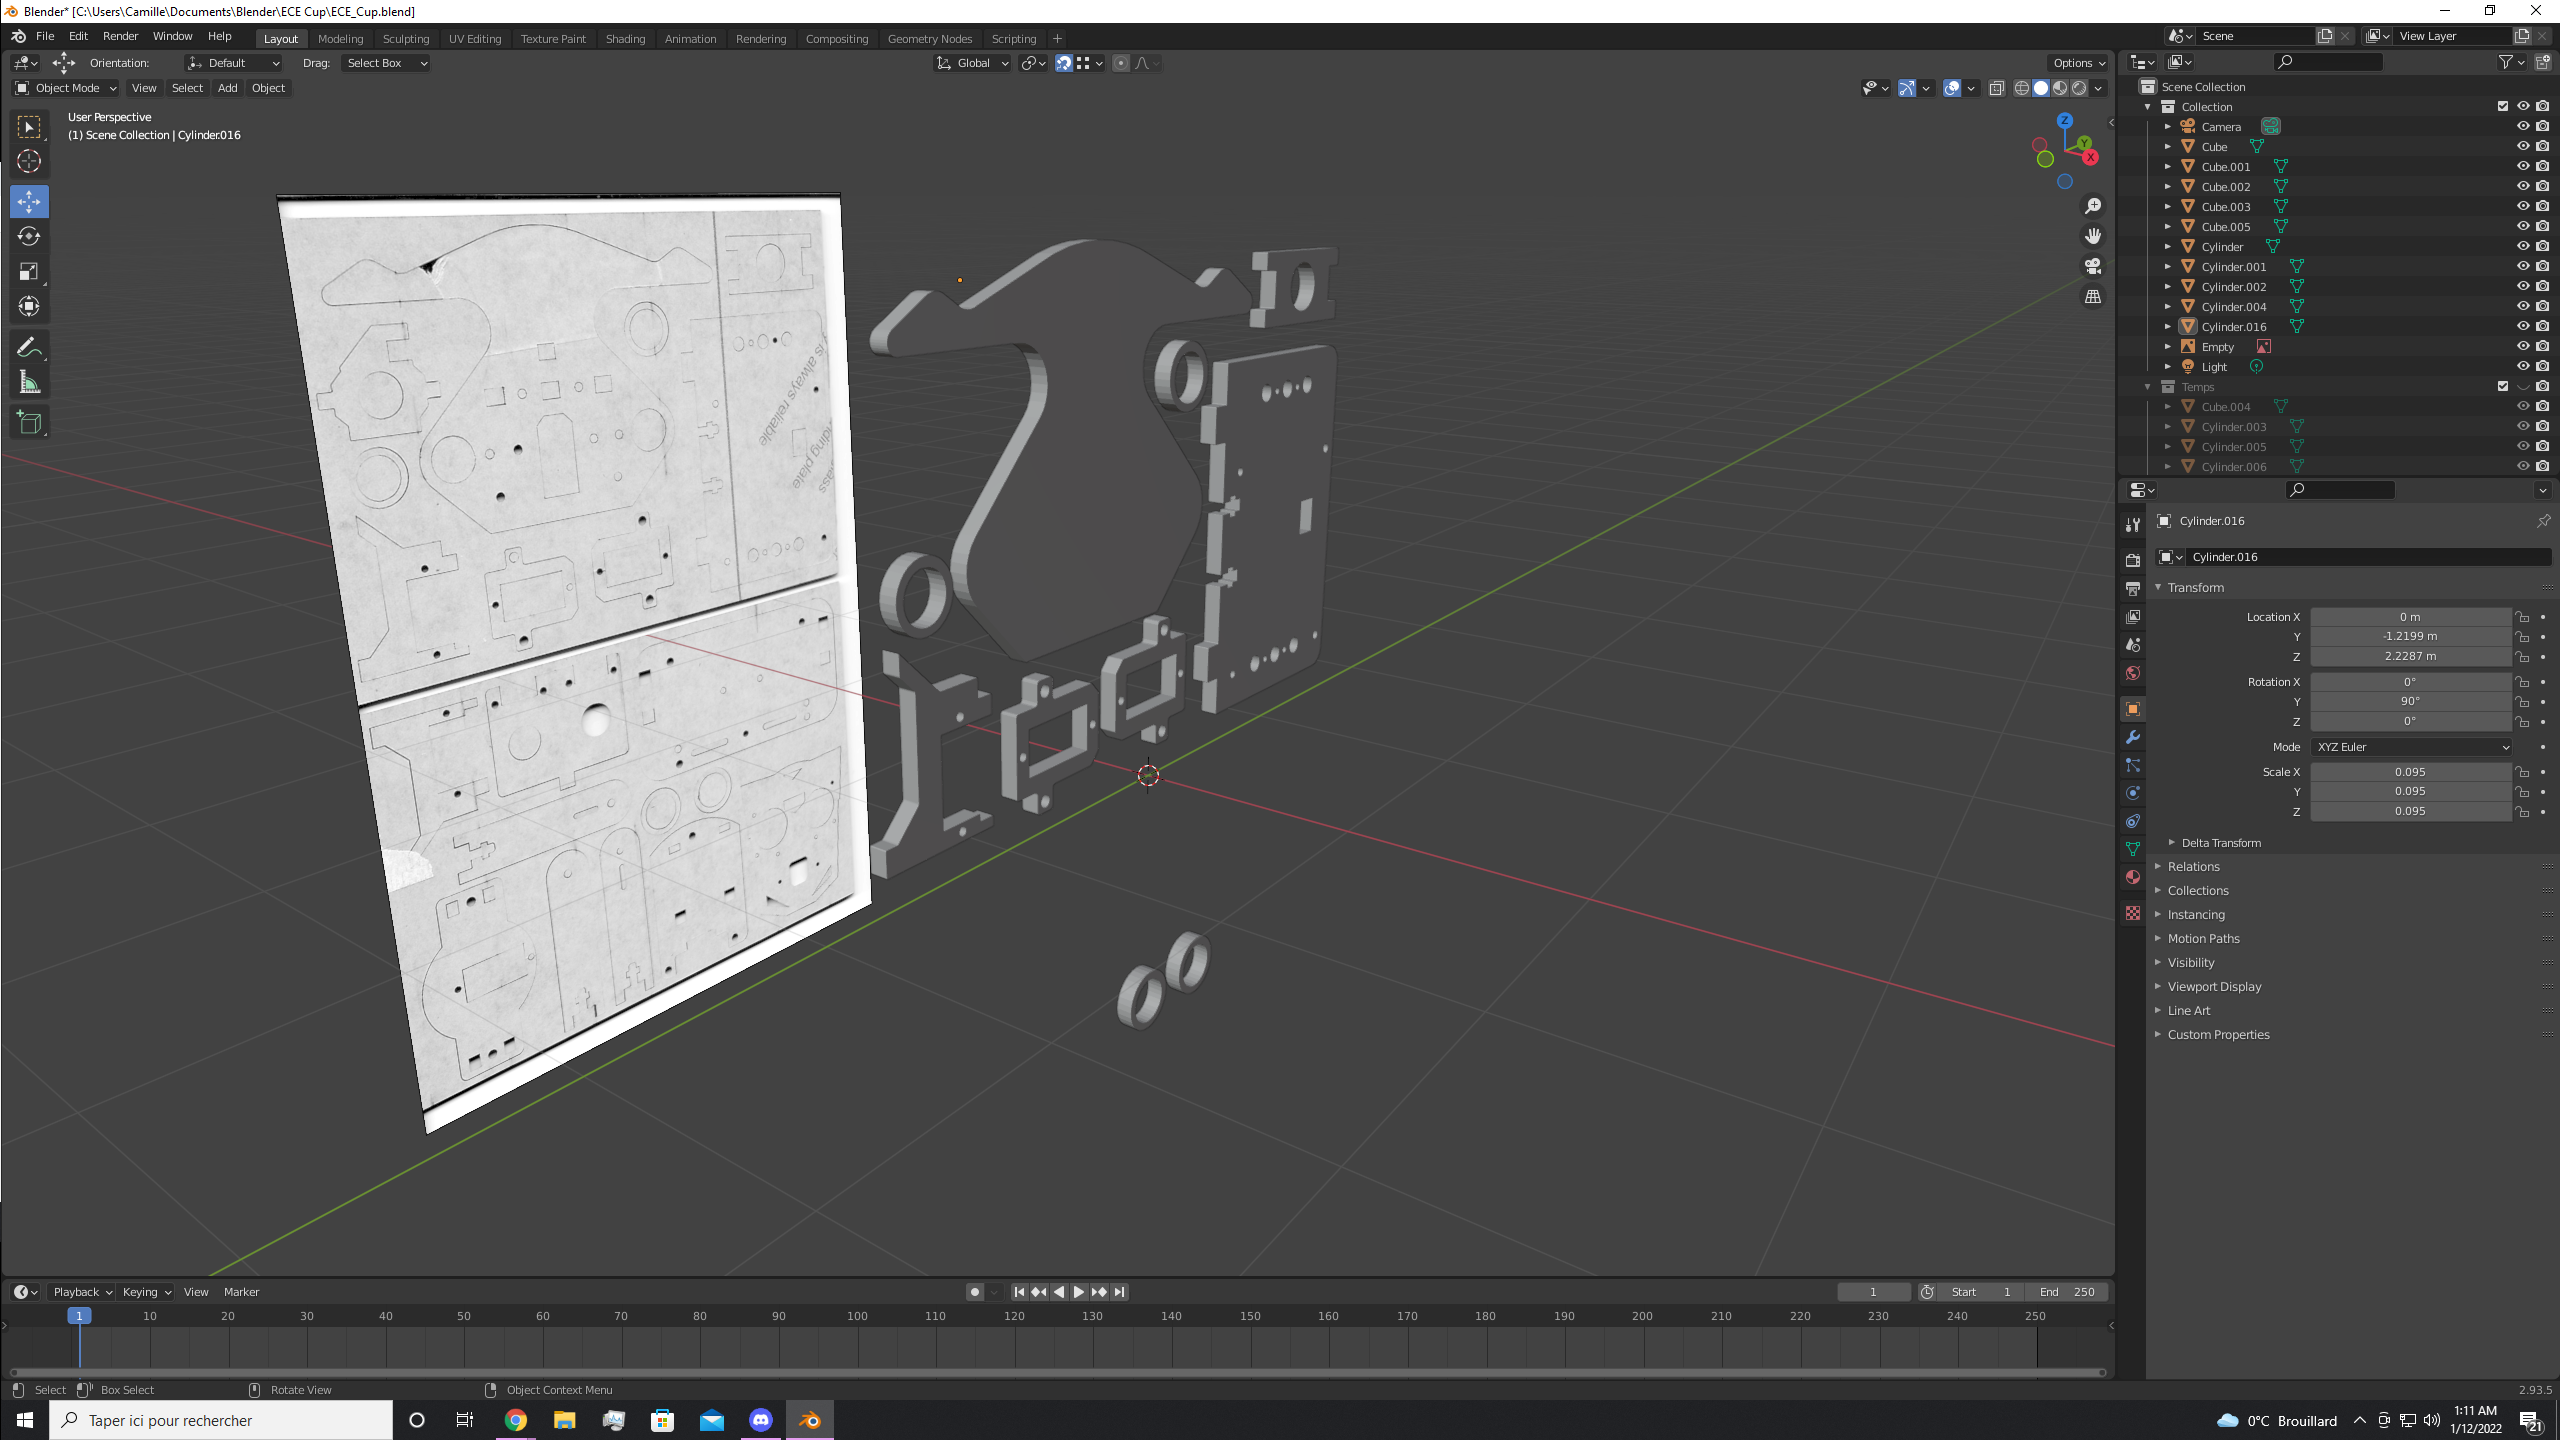 Blender* [C:\Users\Camille\Documents\Blender\ECE Cup\ECE_Cup.blend]
File Edit Render Window Help Layout Modeling Sculpting UV Editing Texture Paint Shading Animation Rendering Compositing Geometry Nodes Scripting + Scene View Layer
Orientation: Default Drag: Select Box Global Options
Object Mode View Select Add Object
User Perspective
(1) Scene Collection | Cylinder.016
Z
Y
X
is always reliable
ding plate
ass
Scene Collection
Collection
Camera
Cube
Cube.001
Cube.002
Cube.003
Cube.005
Cylinder
Cylinder.001
Cylinder.002
Cylinder.004
Cylinder.016
Empty
Light
Temps
Cube.004
Cylinder.003
Cylinder.005
Cylinder.006
Cylinder.016
Cylinder.016
Transform
Location X 0 m
Y -1.2199 m
Z 2.2287 m
Rotation X 0°
Y 90°
Z 0°
Mode XYZ Euler
Scale X 0.095
Y 0.095
Z 0.095
Delta Transform
Relations
Collections
Instancing
Motion Paths
Visibility
Viewport Display
Line Art
Custom Properties
Playback Keying View Marker 1 Start 1 End 250
1 10 20 30 40 50 60 70 80 90 100 110 120 130 140 150 160 170 180 190 200 210 220 230 240 250
Select Box Select Rotate View Object Context Menu 2.93.5
Taper ici pour rechercher 0°C Brouillard 1:11 AM
1/12/2022
21